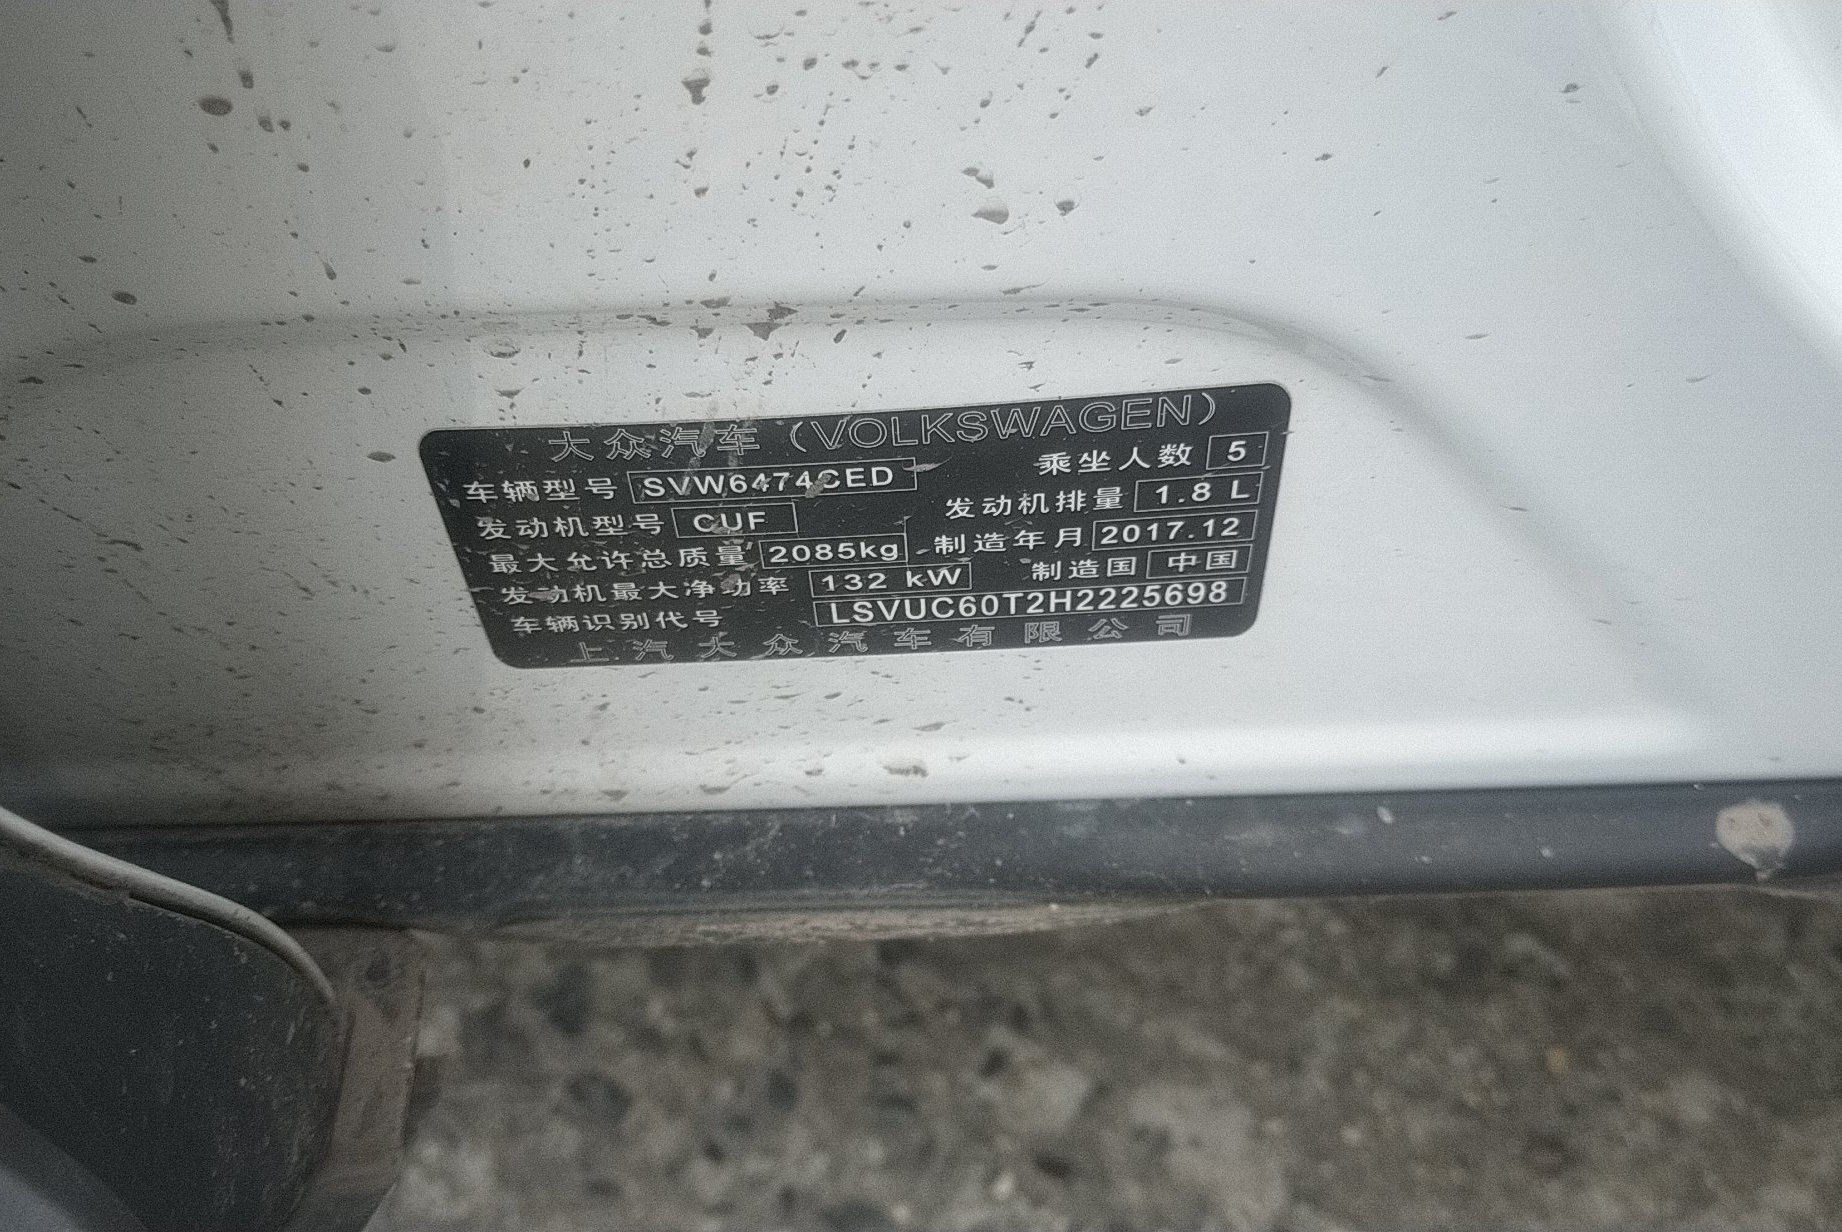 大众汽车（VOLKSWAGEN）
车辆型号 SVW6474CED 乘坐人数 5
发动机型号 CUF 发动机排量 1.8 L
最大允许总质量 2085kg 制造年月 2017.12
发动机最大净功率 132 kW 制造国 中国
车辆识别代号 LSVUC60T2H2225698
上汽大众汽车有限公司